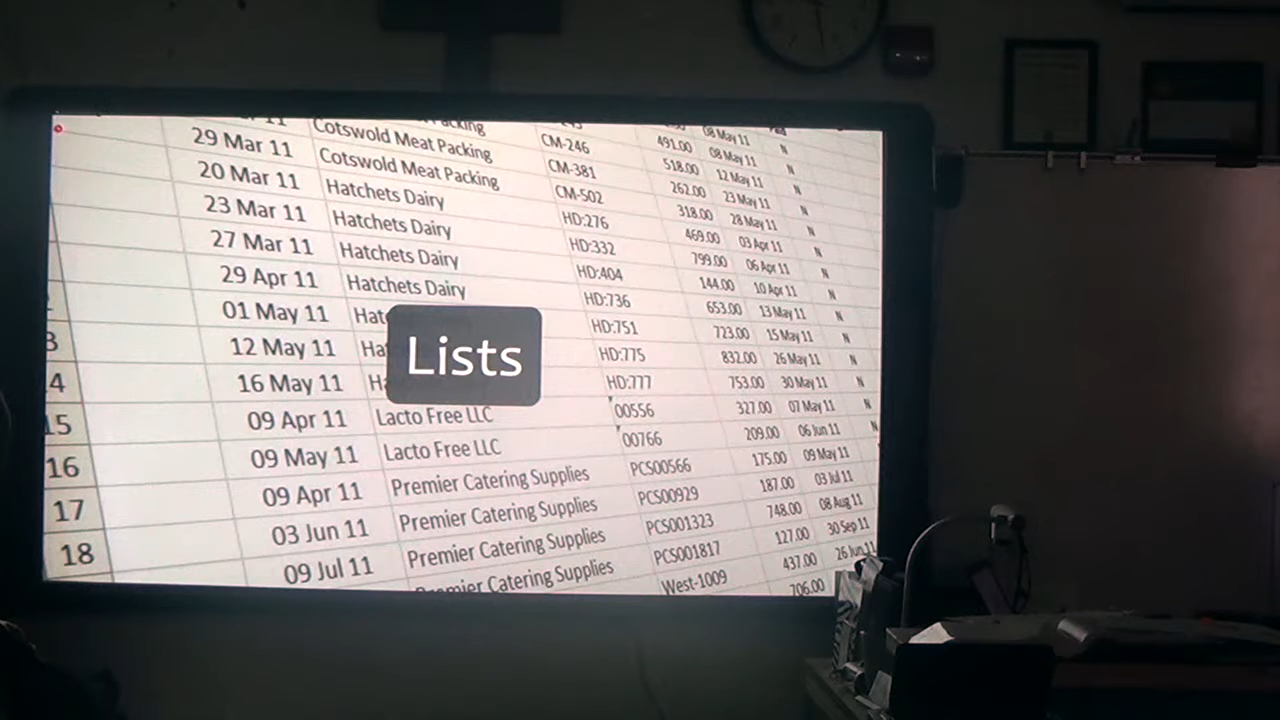 491.00 08 May 11 N
Packing CM-246 518.00 12 May 11 N
Cotswold Meat Packing CM-381 262.00 23 May 11 N
29 Mar 11 Cotswold Meat Packing CM-502 318.00 28 May 11 N
20 Mar 11 Hatchets Dairy HD:276 469.00 03 Apr 11 N
23 Mar 11 Hatchets Dairy HD:332 799.00 06 Apr 11 N
27 Mar 11 Hatchets Dairy HD:404 144.00 10 Apr 11 N
29 Apr 11 Hatchets Dairy HD:736 653.00 13 May 11 N
01 May 11 Hat HD:751 723.00 15 May 11 N
3 12 May 11 Ha HD:775 832.00 26 May 11 N
4 16 May 11 Ha HD:777 753.00 30 May 11 N
15 09 Apr 11 Lacto Free LLC 00556 327.00 07 May 11 N
16 09 May 11 Lacto Free LLC 00766 209.00 06 Jun 11 N
17 09 Apr 11 Premier Catering Supplies PCS00566 175.00 09 May 11
18 03 Jun 11 Premier Catering Supplies PCS00929 187.00 03 Jul 11
09 Jul 11 Premier Catering Supplies PCS001323 748.00 08 Aug 11
Premier Catering Supplies PCS001817 127.00 30 Sep 11
West-1009 437.00 26 Jun 11
706.00
Lists